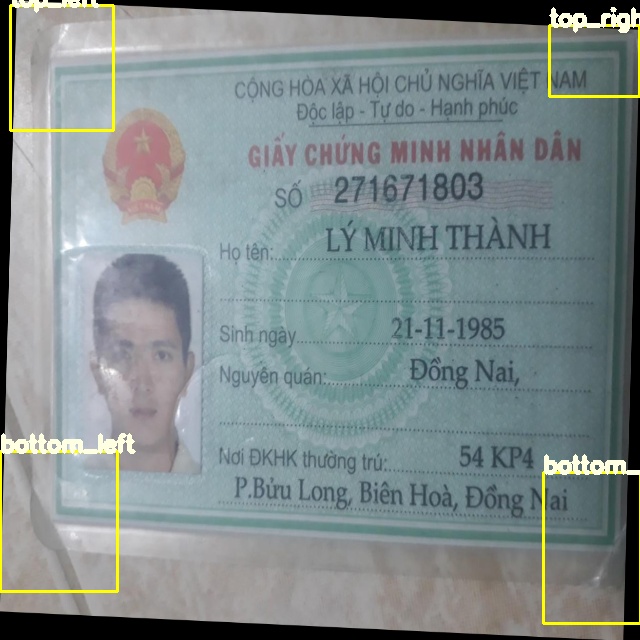 top_left
top_righ
CỘNG HÒA XÃ HỘI CHỦ NGHĨA VIỆT NAM
Độc lập - Tự do - Hạnh phúc
GIẤY CHỨNG MINH NHÂN DÂN
SỐ 271671803
Họ tên: LÝ MINH THÀNH
Sinh ngày 21-11-1985
Nguyên quán: Đồng Nai,
bottom_left
Nơi ĐKHK thường trú: 54 KP4
bottom_
P.Bửu Long, Biên Hoà, Đồng Nai